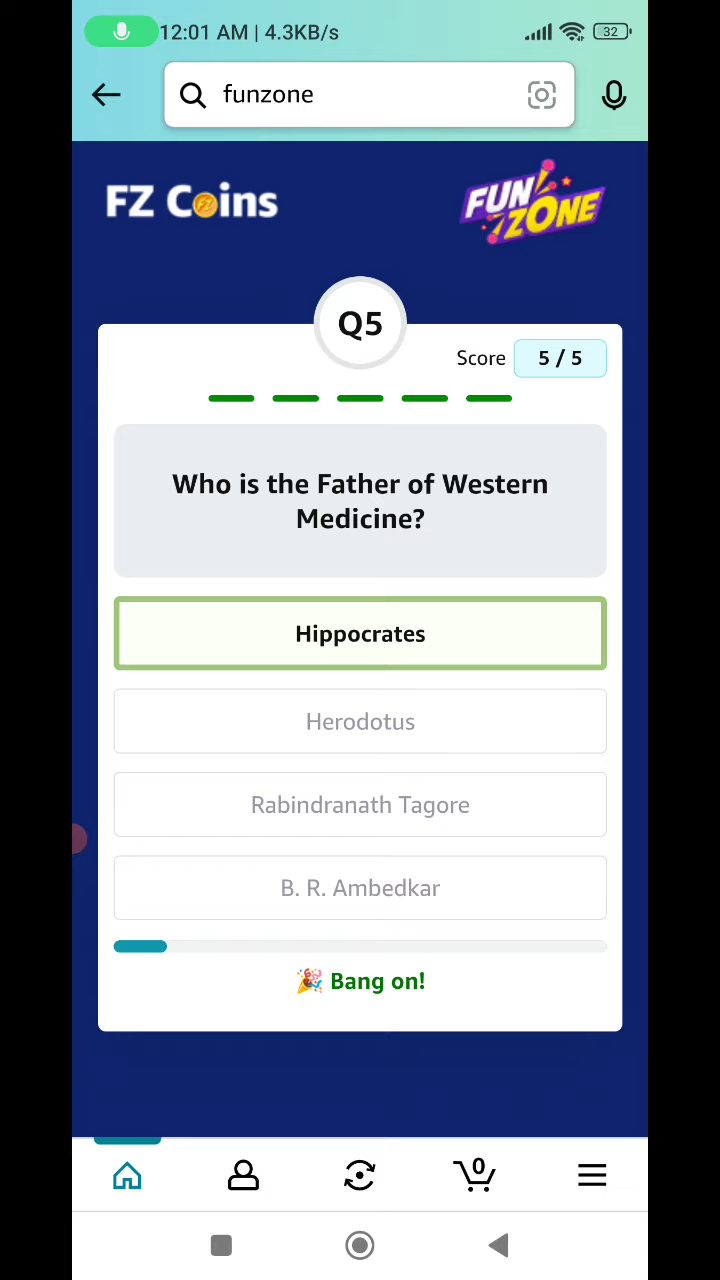 12:01 AM | 4.3KB/s
32
funzone
FZ Coins
FUN ZONE
Q5
Score 5 / 5
Who is the Father of Western
Medicine?
Hippocrates
Herodotus
Rabindranath Tagore
B. R. Ambedkar
🎉 Bang on!
0